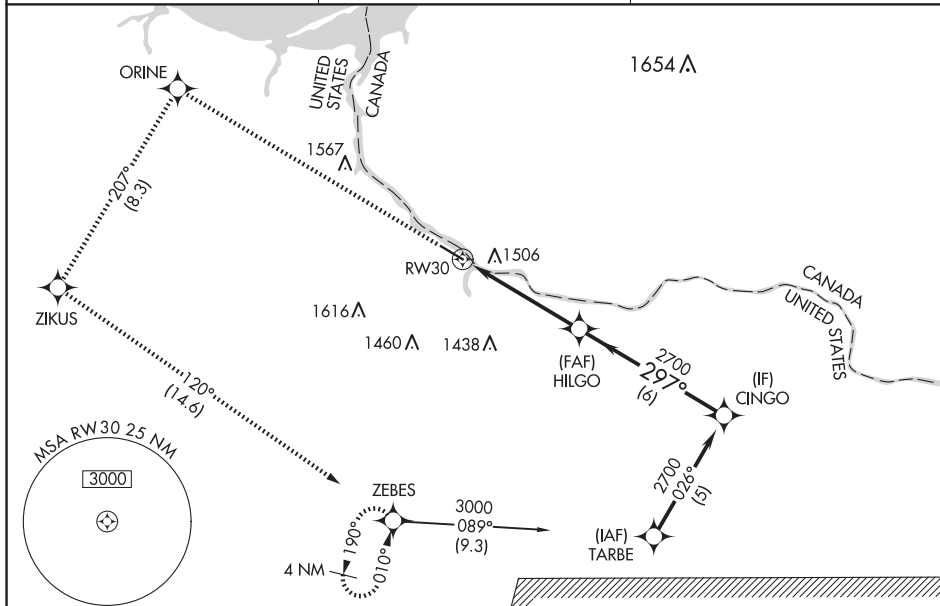 ORINE
UNITED
STATES
CANADA
1654
1567
207°
(8.3)
RW30
1506
ZIKUS
CANADA
UNITED
STATES
1616
1460
1438
(FAF)
HILGO
2700
297°
(6)
(IF)
CINGO
120°
(14.6)
MSA RW30 25 NM
3000
2700
026°
(5)
ZEBES
3000
089°
(9.3)
190°
010°
4 NM
(IAF)
TARBE